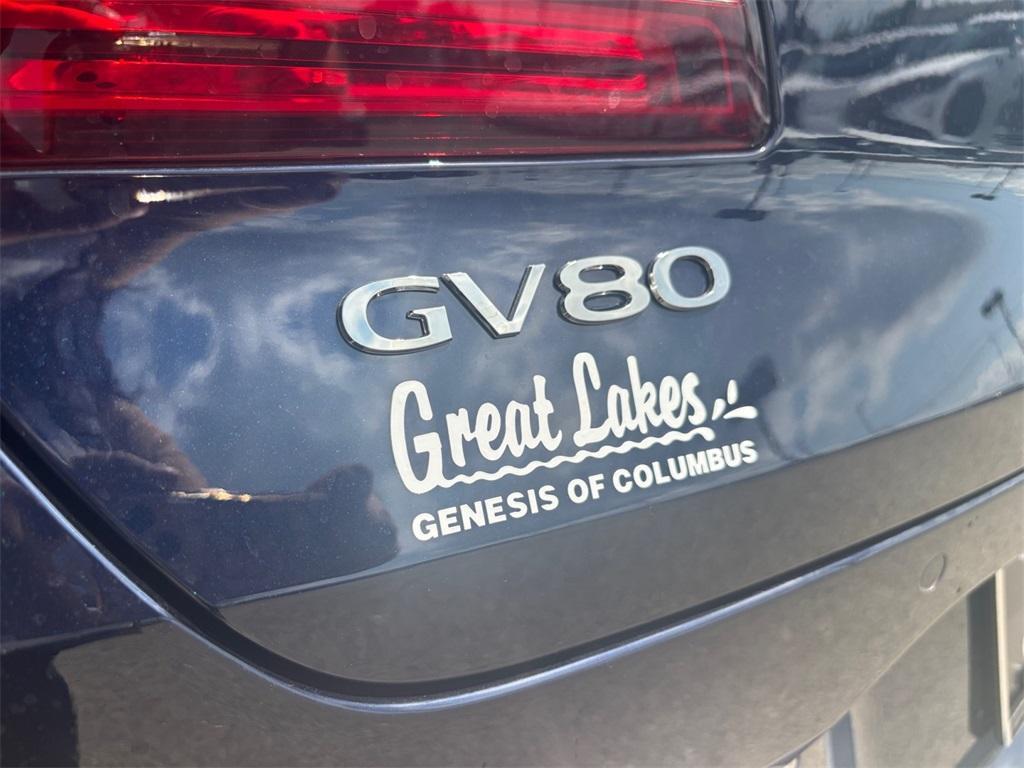 GV80
Great Lakes
GENESIS OF COLUMBUS